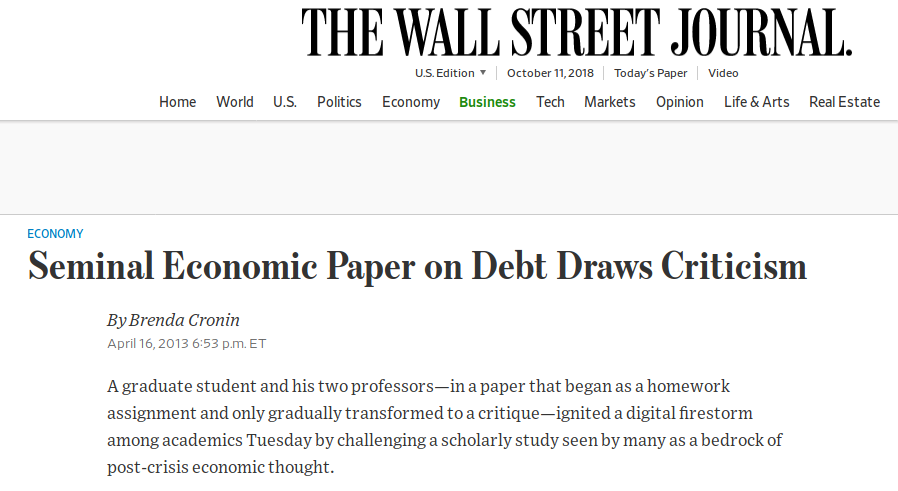 THE WALL STREET JOURNAL.
U.S. Edition ▼ October 11, 2018 Today's Paper Video
Home World U.S. Politics Economy Business Tech Markets Opinion Life & Arts Real Estate
ECONOMY
Seminal Economic Paper on Debt Draws Criticism
By Brenda Cronin
April 16, 2013 6:53 p.m. ET
A graduate student and his two professors—in a paper that began as a homework
assignment and only gradually transformed to a critique—ignited a digital firestorm
among academics Tuesday by challenging a scholarly study seen by many as a bedrock of
post-crisis economic thought.